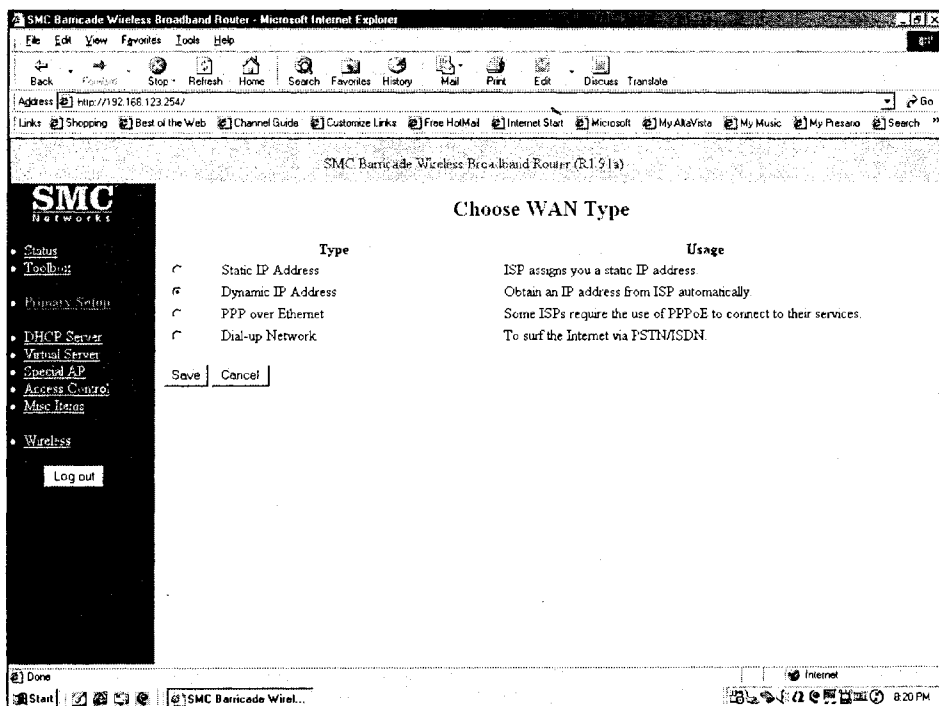 SMC Barricade Wireless Broadband Router - Microsoft Internet Explorer
File Edit View Favorites Tools Help
Back Forward Stop Refresh Home Search Favorites History Mail Print Edit Discuss Translate
Address http://192.168.123.254/ Go
Links Shopping Best of the Web Channel Guide Customize Links Free HotMail Internet Start Microsoft My AltaVista My Music My Presario Search »
SMC Barricade Wireless Broadband Router (R1.91a)
SMC
Networks
Choose WAN Type
Type Usage
Static IP Address ISP assigns you a static IP address.
Dynamic IP Address Obtain an IP address from ISP automatically.
PPP over Ethernet Some ISPs require the use of PPPoE to connect to their services.
Dial-up Network To surf the Internet via PSTN/ISDN.
Save Cancel
• Status
• Toolbox
• Primary Setup
• DHCP Server
• Virtual Server
• Special AP
• Access Control
• Misc Items
• Wireless
Log out
Done Internet
Start SMC Barricade Wirel... 8:20 PM